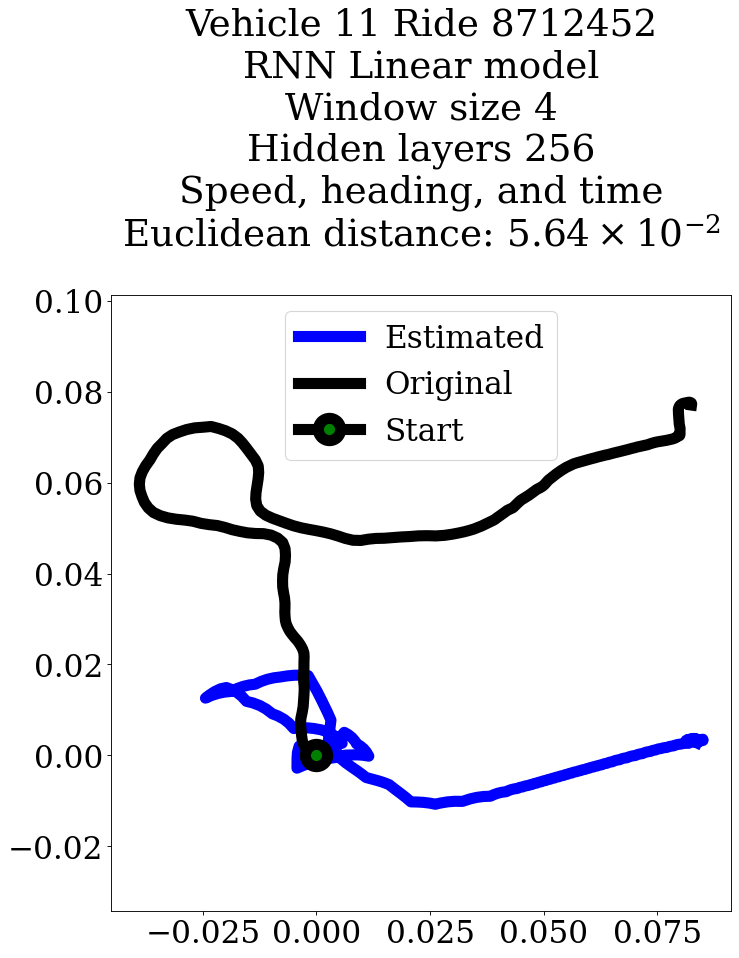 Vehicle 11 Ride 8712452
RNN Linear model
Window size 4
Hidden layers 256
Speed, heading, and time
Euclidean distance: 5.64 × 10⁻²
Estimated
Original
Start
0.10
0.08
0.06
0.04
0.02
0.00
−0.02
−0.025 0.000 0.025 0.050 0.075